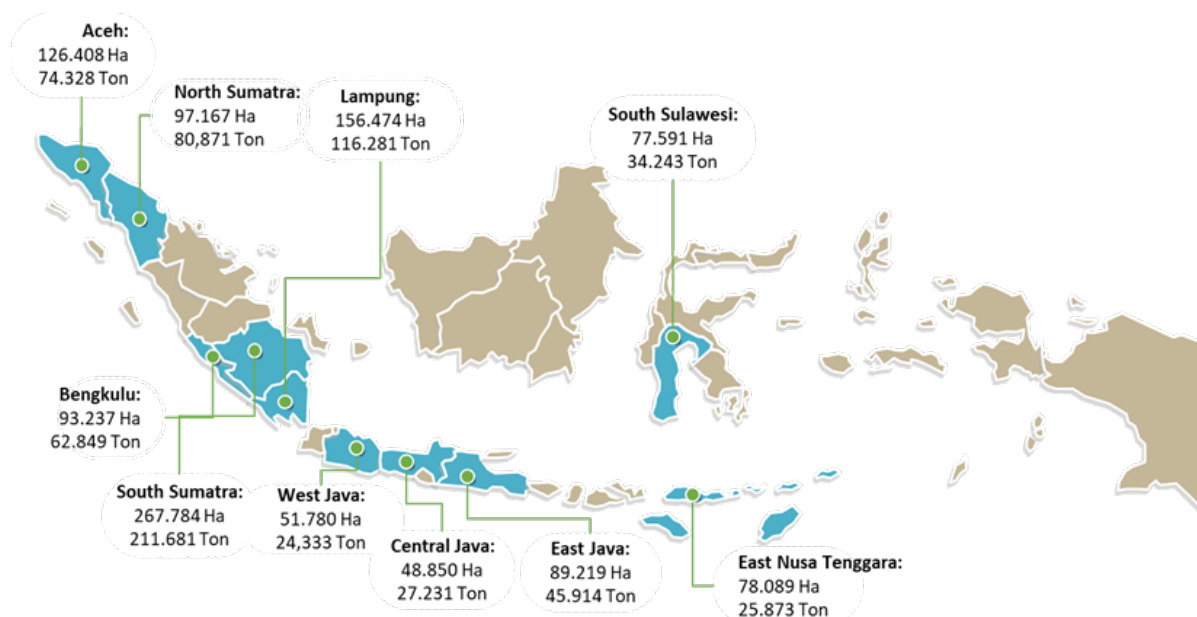 Aceh:
126.408 Ha
74.328 Ton
North Sumatra:
97.167 Ha
80,871 Ton
Lampung:
156.474 Ha
116.281 Ton
South Sulawesi:
77.591 Ha
34.243 Ton
Bengkulu:
93.237 Ha
62.849 Ton
South Sumatra:
267.784 Ha
211.681 Ton
West Java:
51.780 Ha
24,333 Ton
Central Java:
48.850 Ha
27.231 Ton
East Java:
89.219 Ha
45.914 Ton
East Nusa Tenggara:
78.089 Ha
25.873 Ton